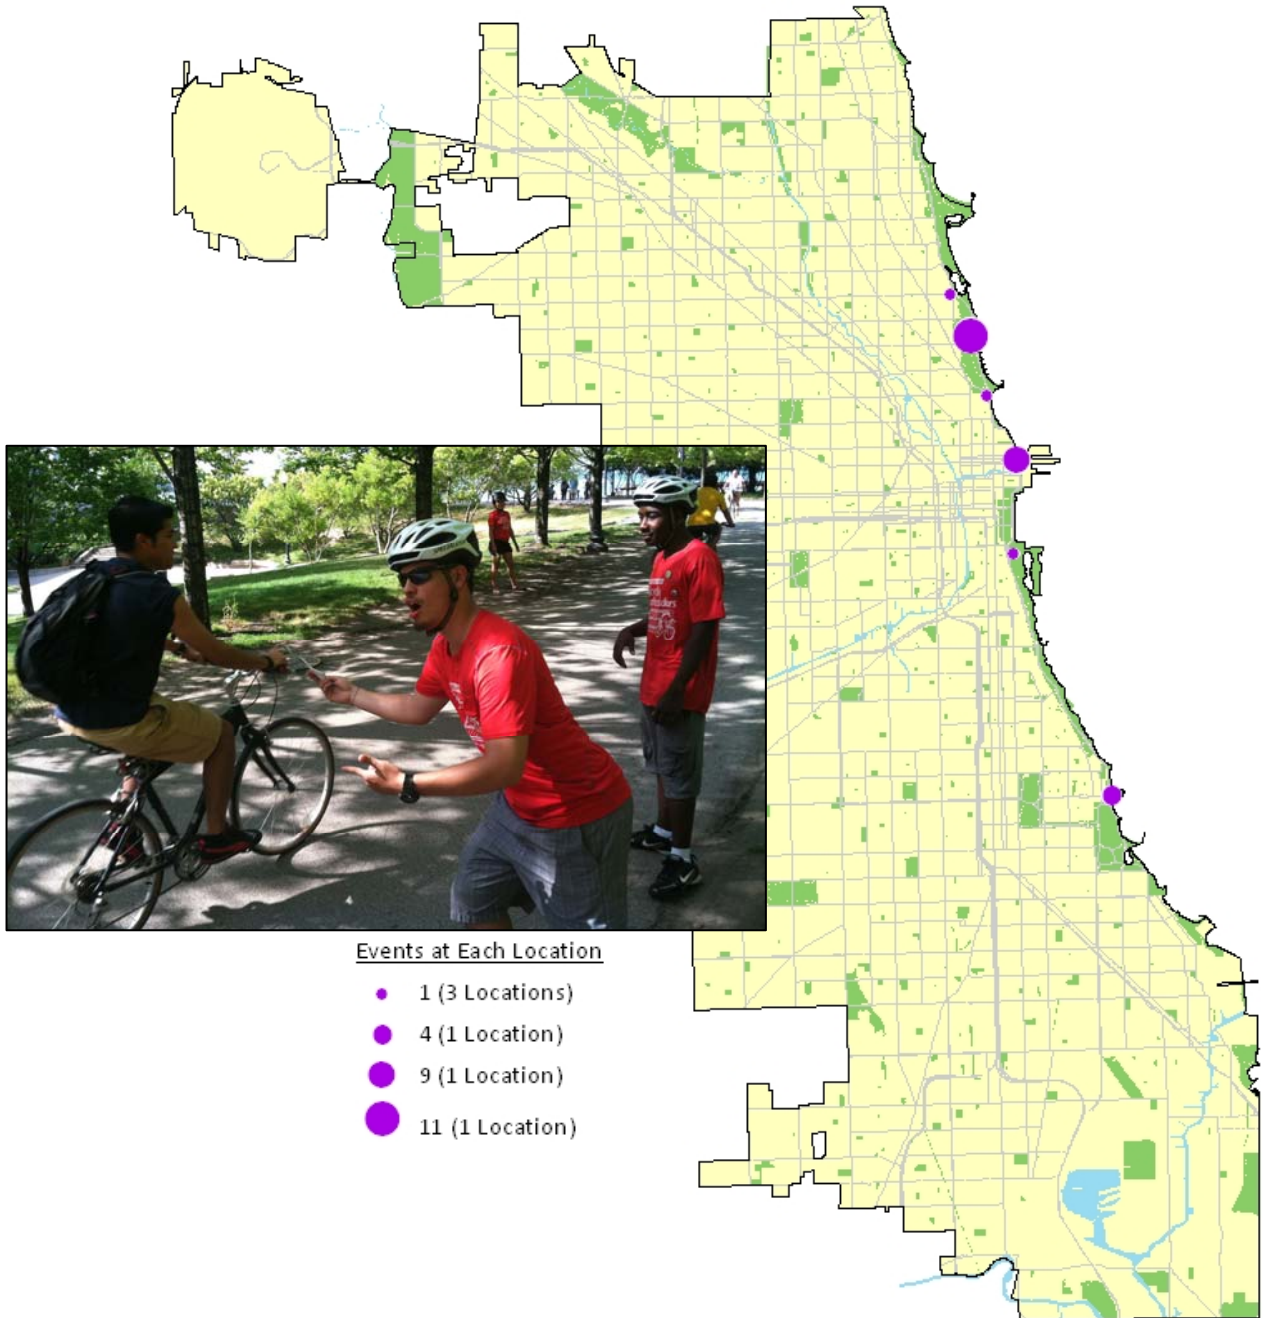 Events at Each Location
1 (3 Locations)
4 (1 Location)
9 (1 Location)
11 (1 Location)